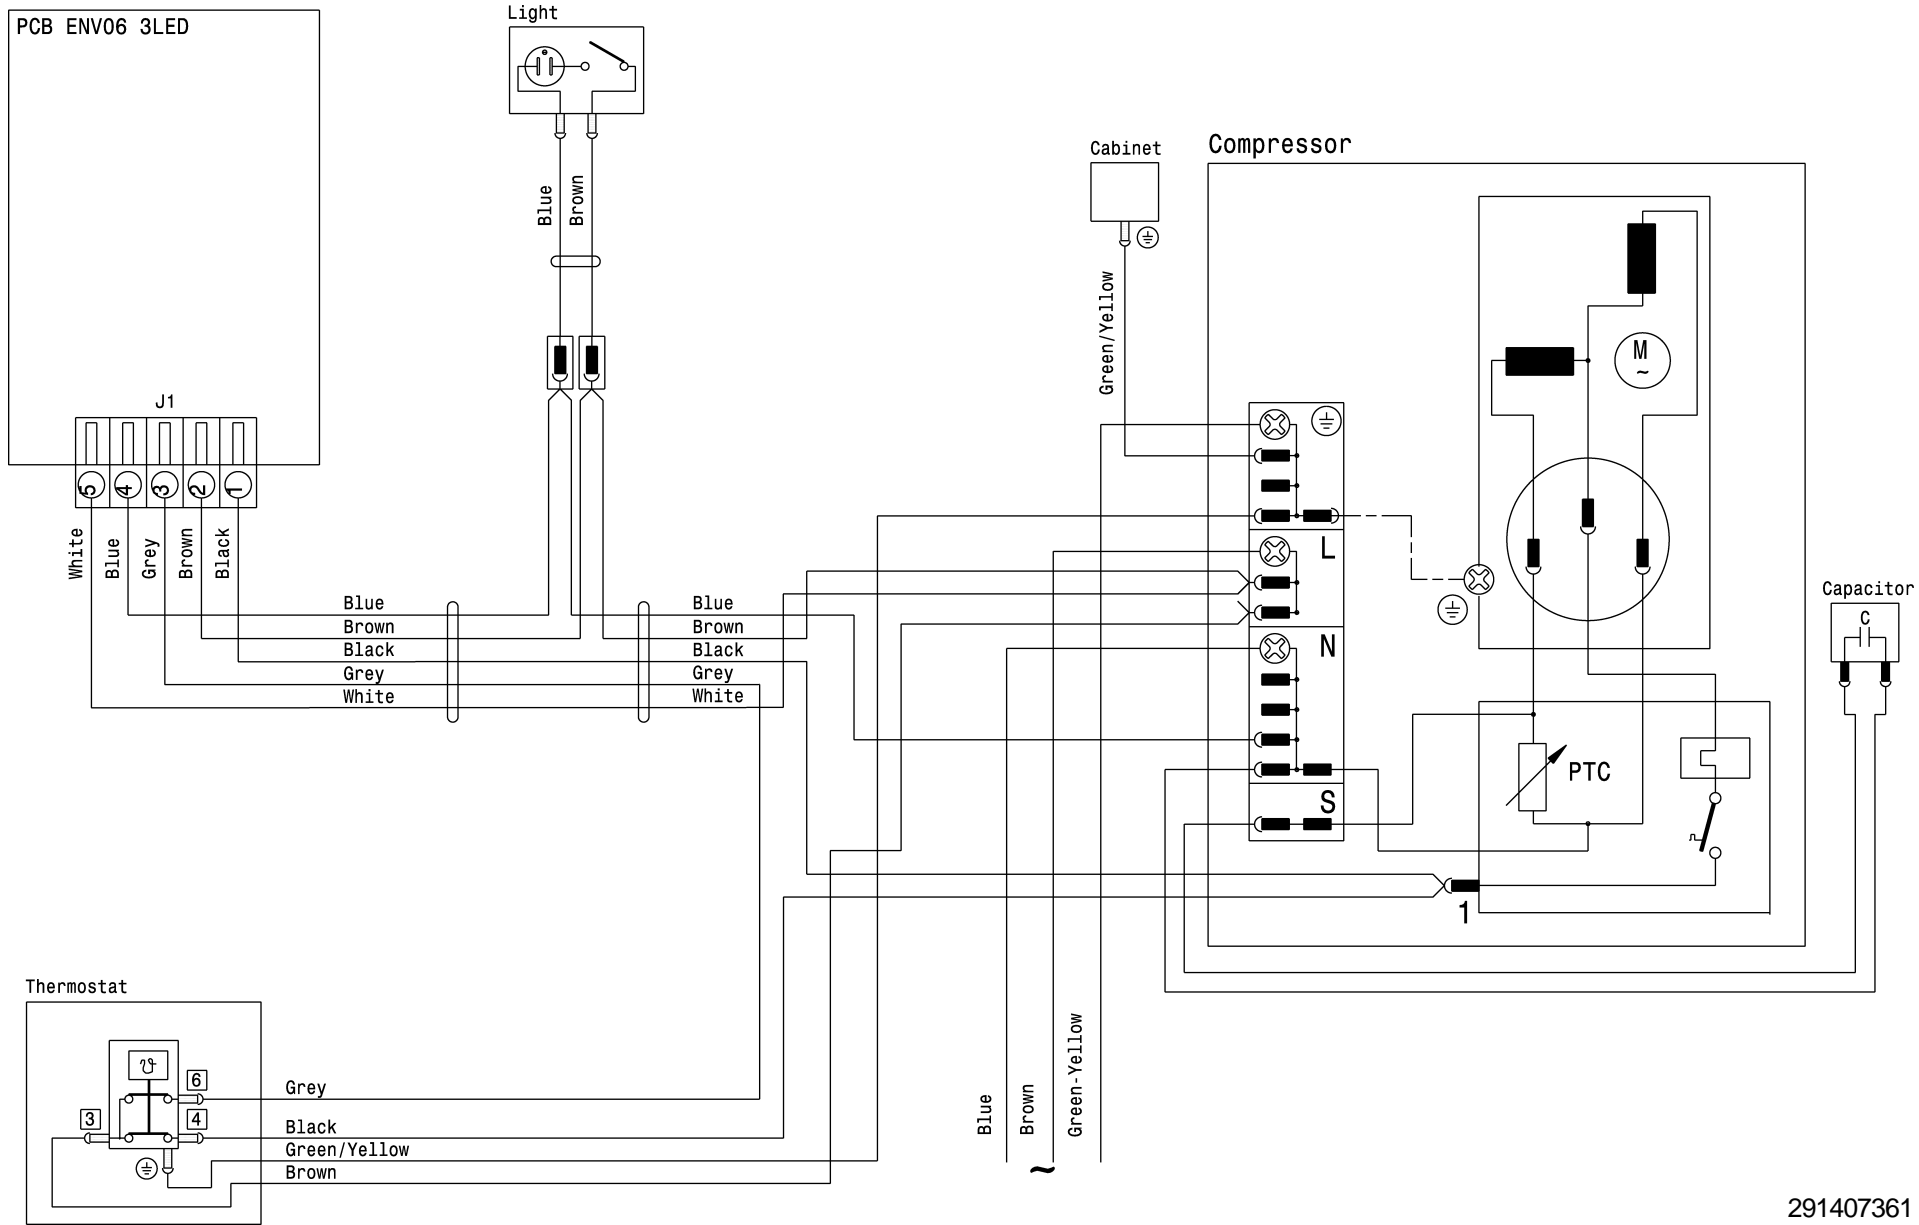 Light
PCB ENV06 3LED
Cabinet
Compressor
Blue
Brown
Green/Yellow
M
~
J1
5
4
3
2
1
White
Blue
Grey
Brown
Black
L
N
S
Blue
Brown
Black
Grey
White
Blue
Brown
Black
Grey
White
Capacitor
C
PTC
1
Thermostat
ϑ
6
3
4
Grey
Black
Green/Yellow
Brown
Blue
Brown
Green-Yellow
~
291407361